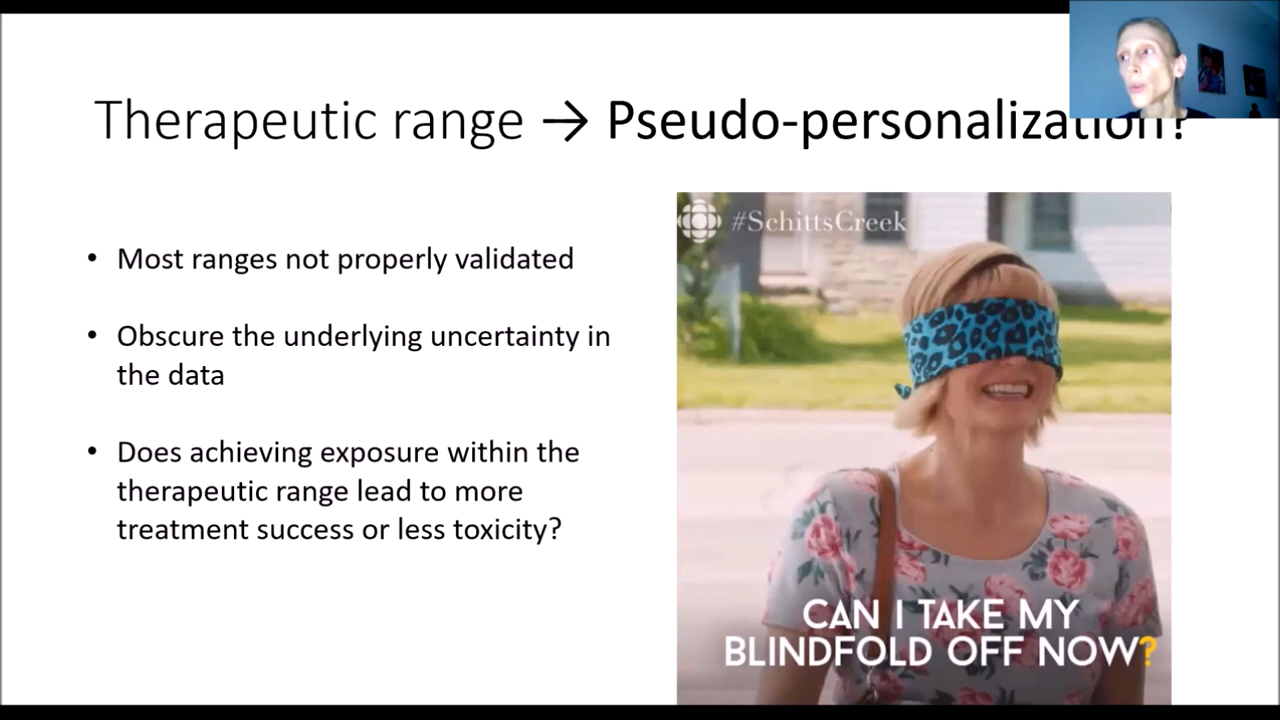 Therapeutic range → Pseudo-personalization?
• Most ranges not properly validated
• Obscure the underlying uncertainty in
the data
• Does achieving exposure within the
therapeutic range lead to more
treatment success or less toxicity?
#SchittsCreek
CAN I TAKE MY
BLINDFOLD OFF NOW?